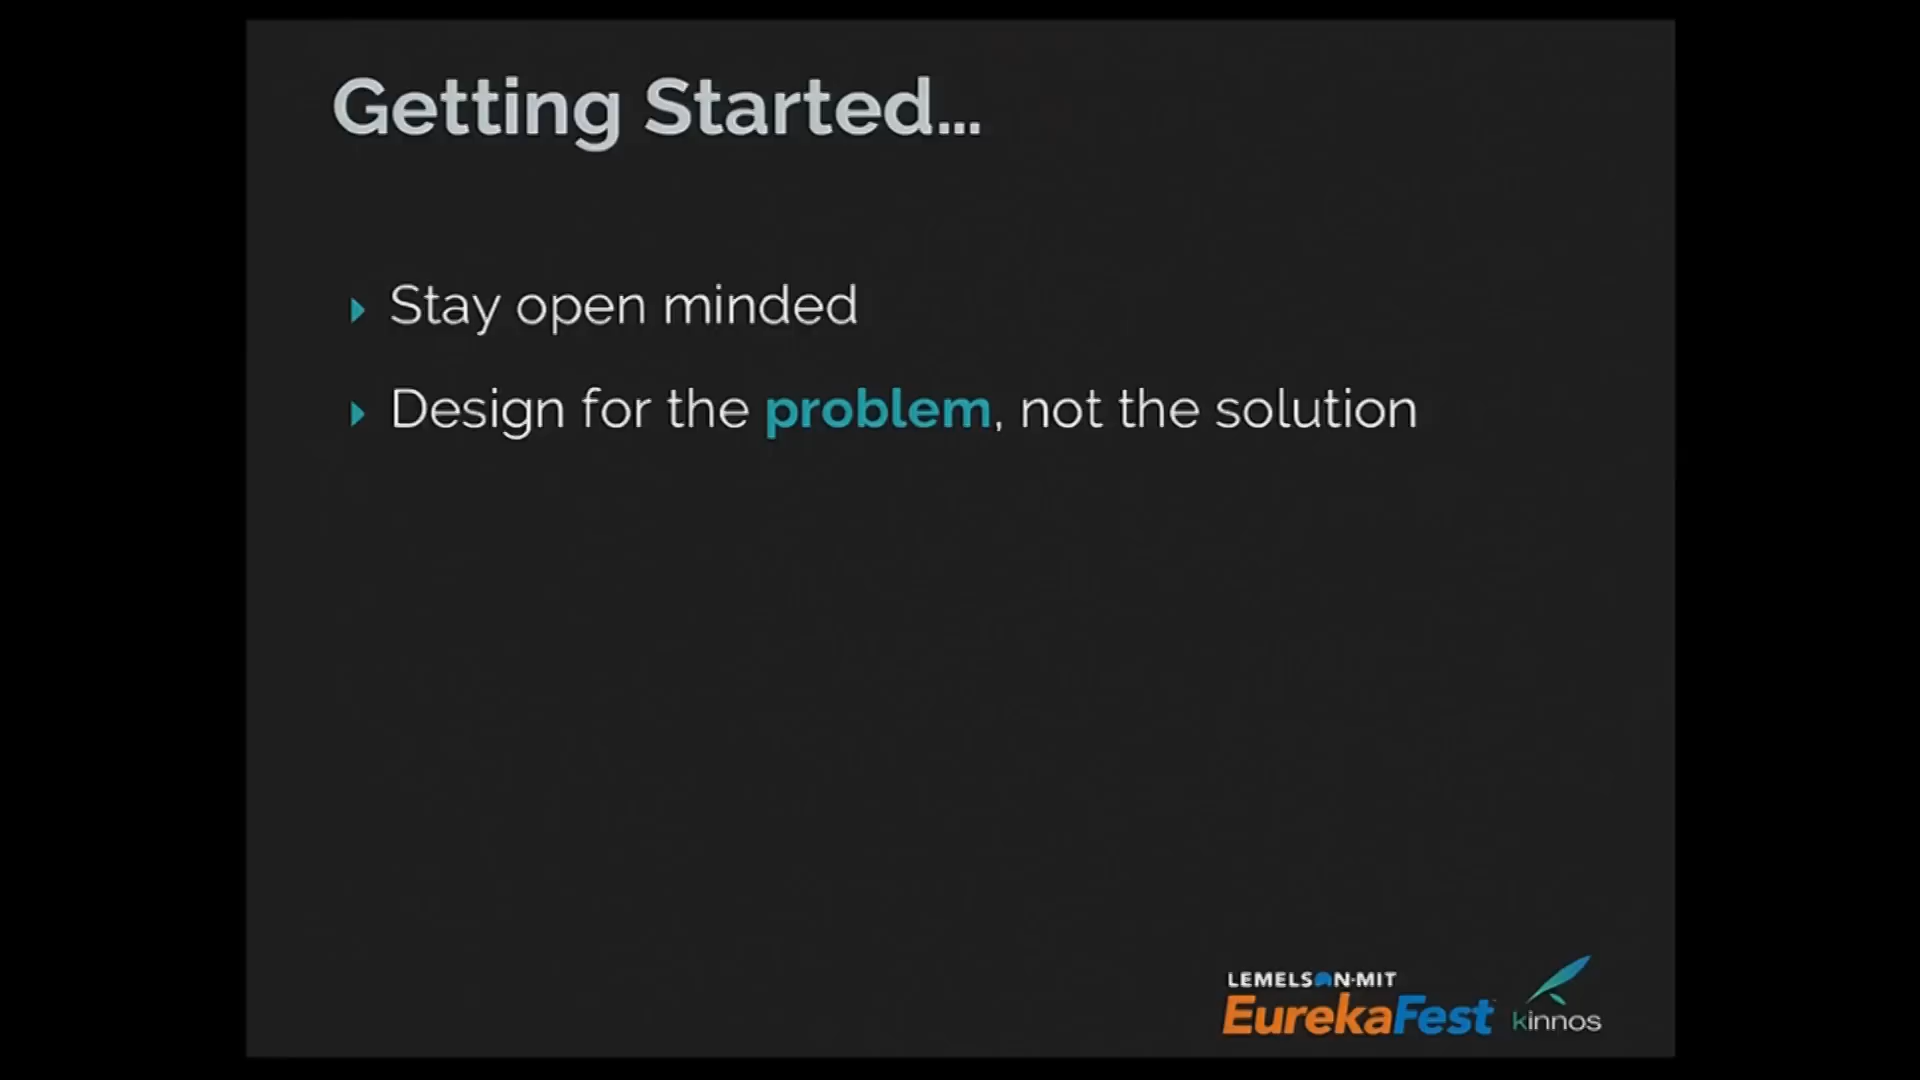 Getting Started...
Stay open minded
Design for the problem, not the solution
LEMELSON-MIT
EurekaFest
kinnos